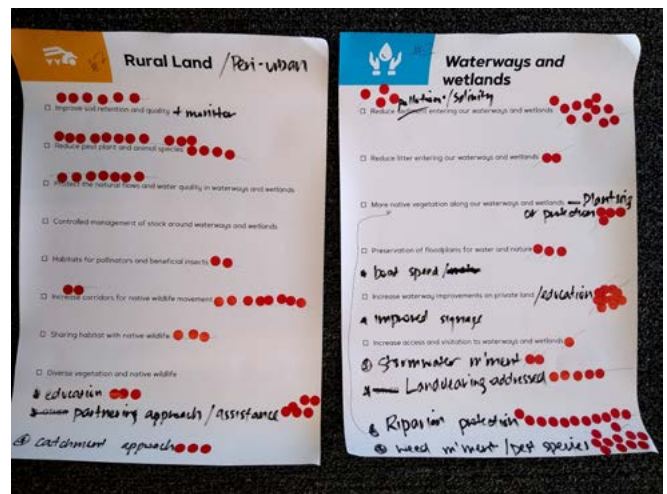 Rural Land / Peri-urban
Improve soil retention and quality + monitor
Reduce pest plant and animal species
Protect the natural flows and water quality in waterways and wetlands
Controlled management of stock around waterways and wetlands
Habitats for pollinators and beneficial insects
Increase corridors for native wildlife movement
Sharing habitat with native wildlife
Diverse vegetation and native wildlife
education
partnering approach / assistance
catchment approach
Waterways and
wetlands
pollution / salinity
Reduce sediment entering our waterways and wetlands
Reduce litter entering our waterways and wetlands
More native vegetation along our waterways and wetlands — Planting
or protection
Preservation of floodplains for water and nature
boat speed /
Increase waterway improvements on private land / education
improved signage
Increase access and visitation to waterways and wetlands
Stormwater m'ment
Landclearing addressed
Riparian protection
weed m'ment / pest species